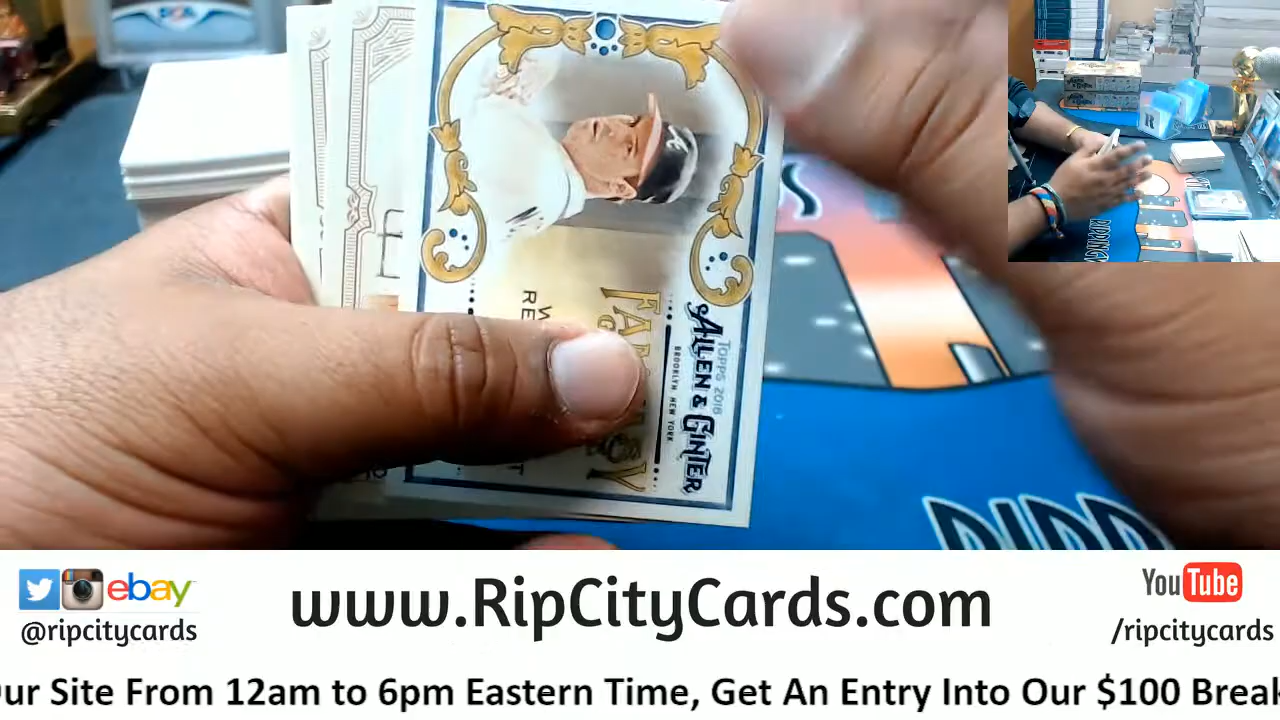 TOPPS 2018
ALLEN & GINTER
BROOKLYN NEW YORK
ebay
@ripcitycards
www.RipCityCards.com
YouTube
/ripcitycards
ur Site From 12am to 6pm Eastern Time, Get An Entry Into Our $100 Break